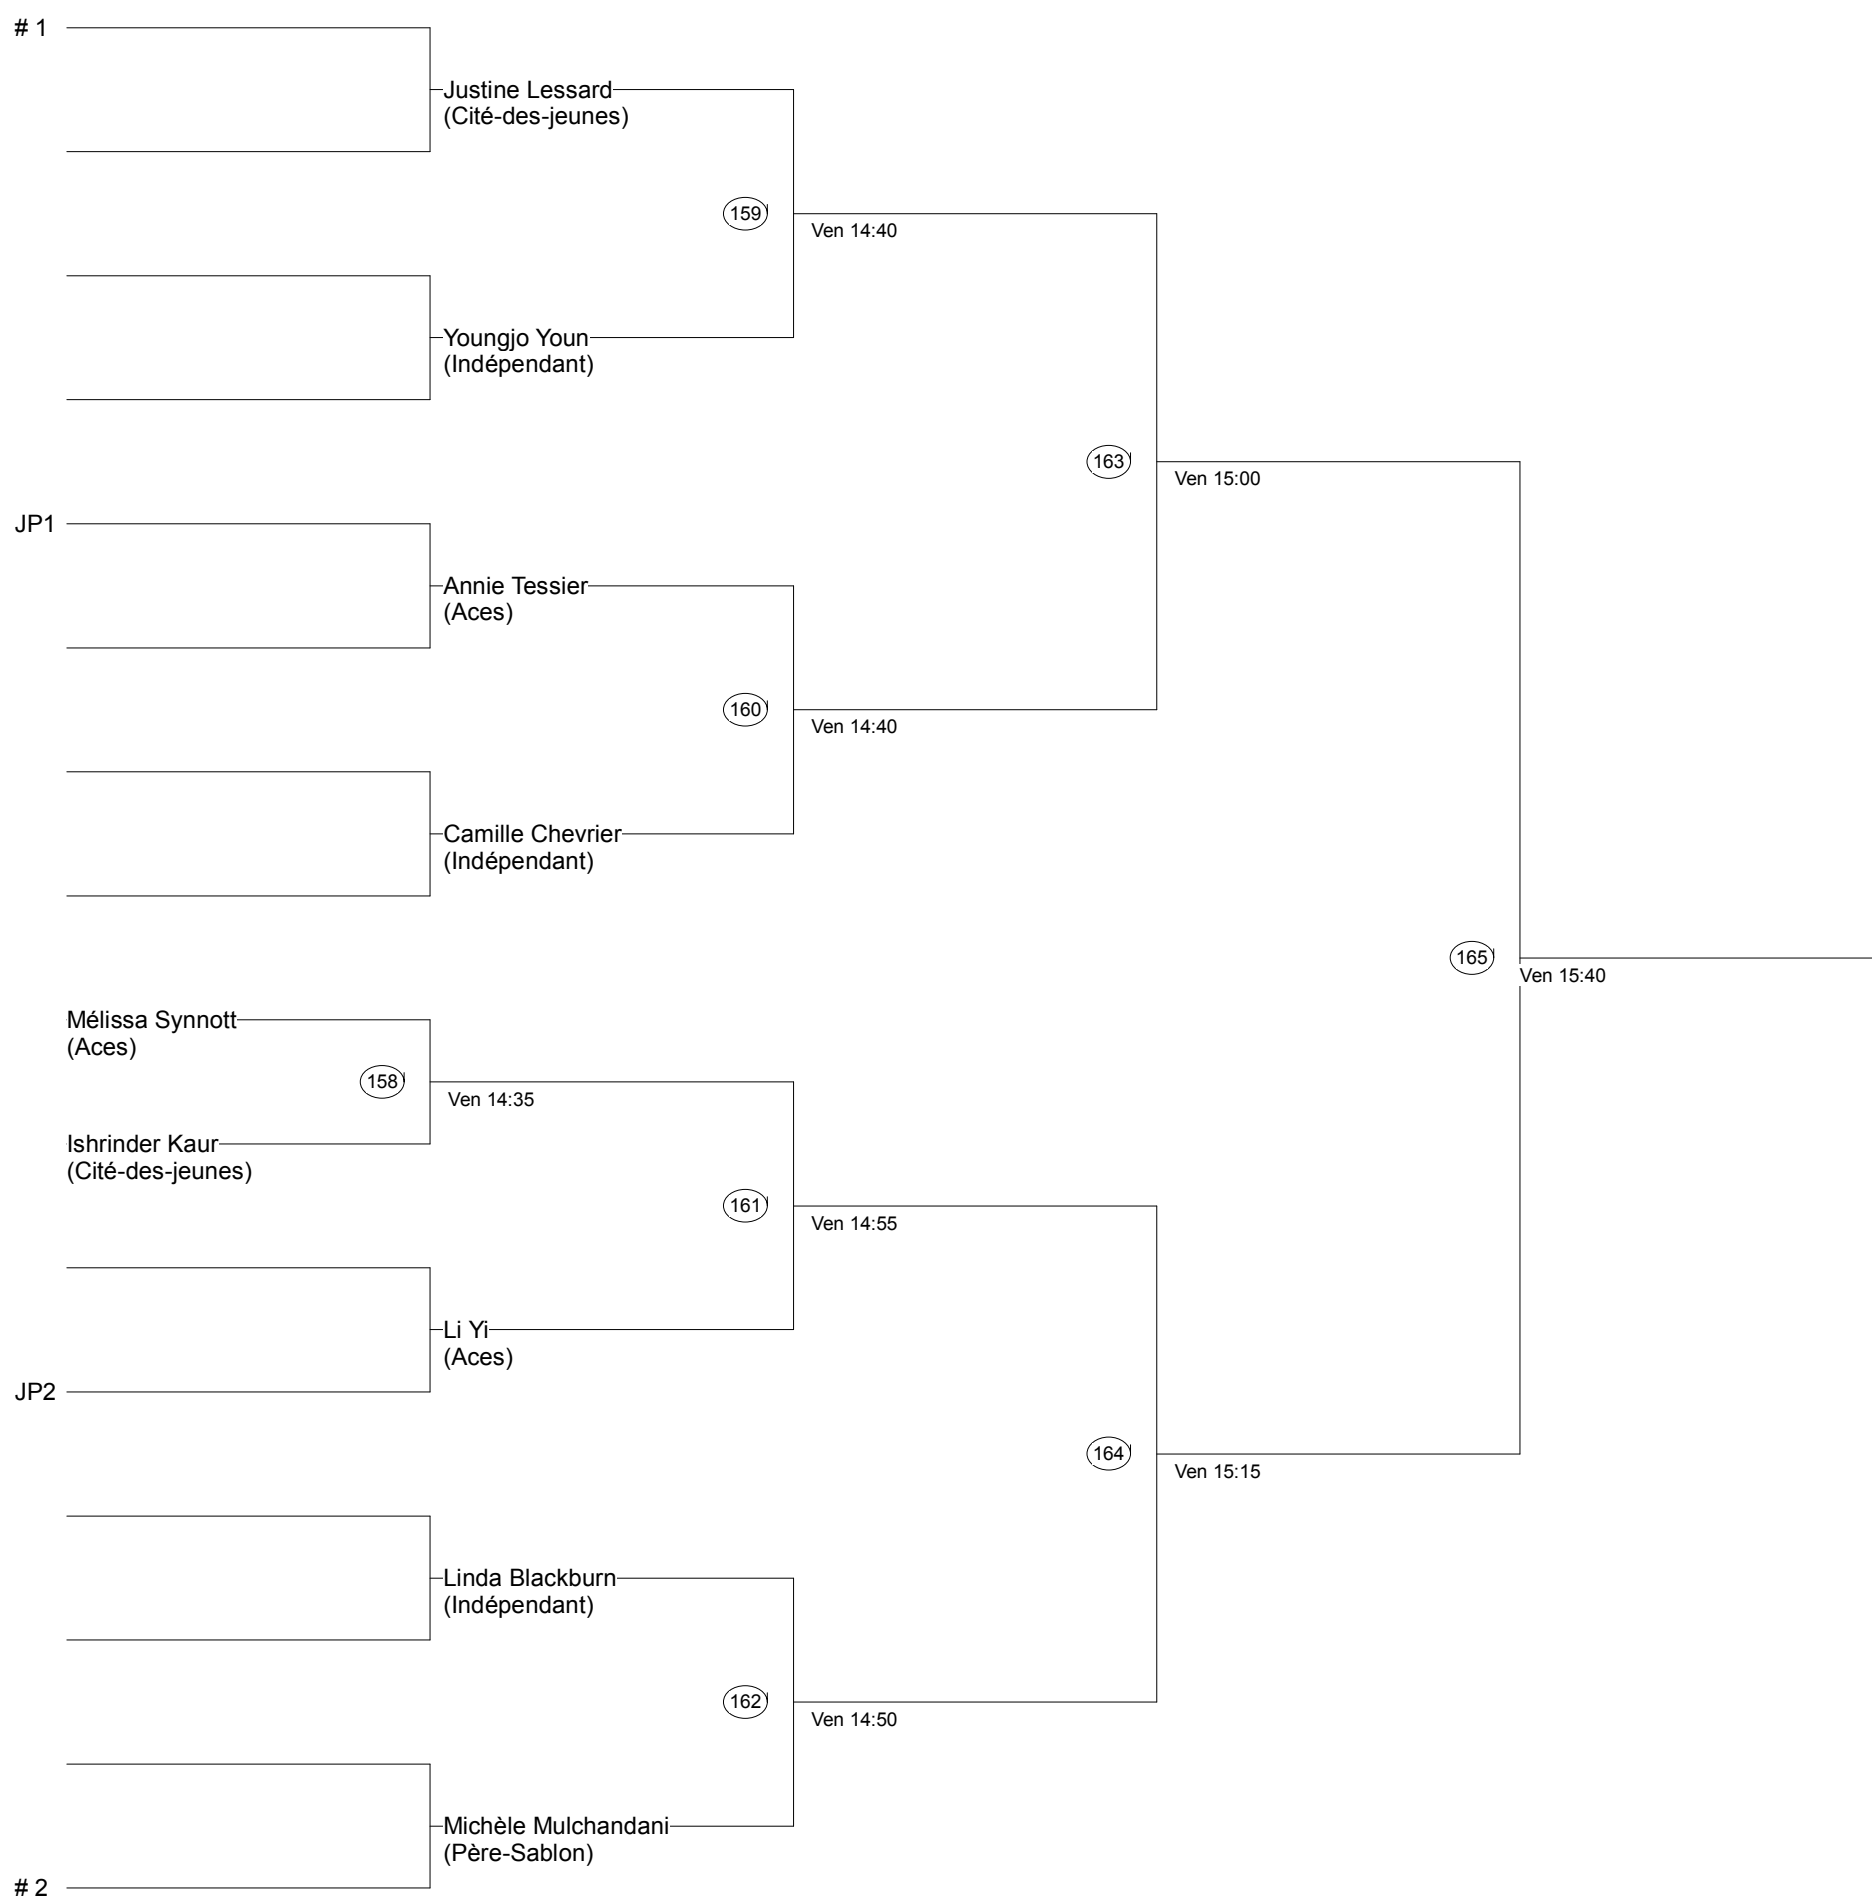 # 1
Justine Lessard
(Cité-des-jeunes)
159
Ven 14:40
Youngjo Youn
(Indépendant)
163
Ven 15:00
JP1
Annie Tessier
(Aces)
160
Ven 14:40
Camille Chevrier
(Indépendant)
165
Ven 15:40
Mélissa Synnott
(Aces)
158
Ven 14:35
Ishrinder Kaur
(Cité-des-jeunes)
161
Ven 14:55
Li Yi
(Aces)
JP2
164
Ven 15:15
Linda Blackburn
(Indépendant)
162
Ven 14:50
Michèle Mulchandani
(Père-Sablon)
# 2